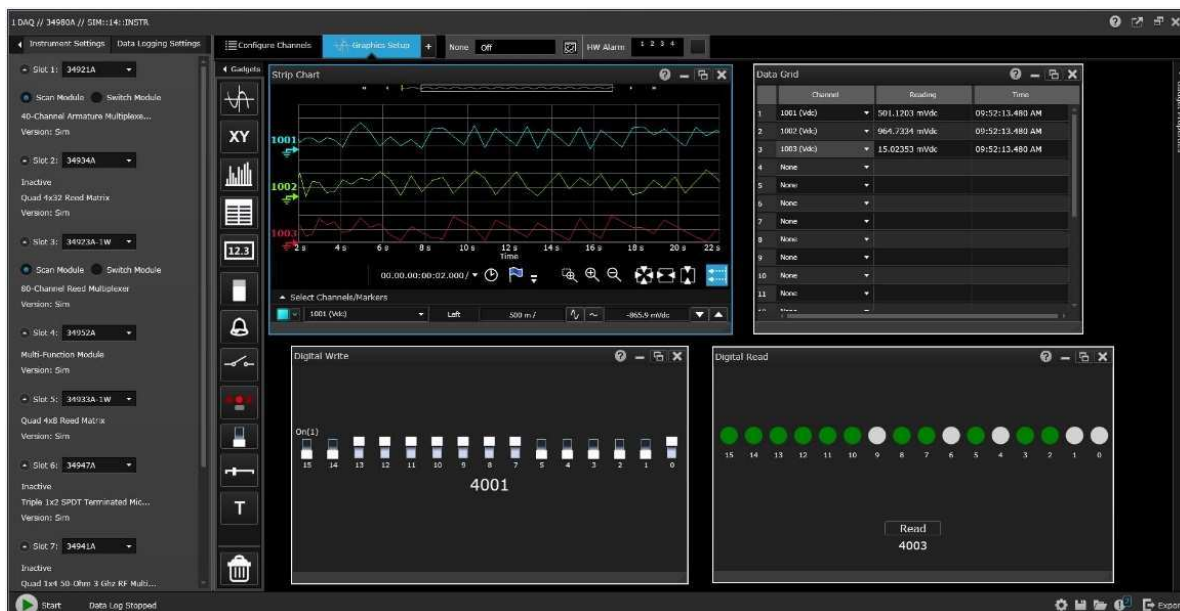 1 DAQ // 34980A // SIM::14::INSTR
Instrument Settings Data Logging Settings
Configure Channels Graphics Setup + None Off HW Alarm 1 2 3 4
Slot 1: 34921A
Scan Module Switch Module
40-Channel Armature Multiplexe...
Version: Sim
Slot 2: 34934A
Inactive
Quad 4x32 Reed Matrix
Version: Sim
Slot 3: 34923A-1W
Scan Module Switch Module
80-Channel Reed Multiplexer
Version: Sim
Slot 4: 34952A
Multi-Function Module
Version: Sim
Slot 5: 34933A-1W
Quad 4x8 Reed Matrix
Version: Sim
Slot 6: 34947A
Inactive
Triple 1x2 SPDT Terminated Mic...
Version: Sim
Slot 7: 34941A
Inactive
Quad 1x4 50-Ohm 3 Ghz RF Multi...
Gadgets
XY
12.3
T
Strip Chart
1001
1002
1003
2 s 4 s 6 s 8 s 10 s 12 s 14 s 16 s 18 s 20 s 22 s
Time
00.00.00:00:02.000/
Select Channels/Markers
1001 (Vdc) Left 500 m / -865.9 mVdc
Data Grid
Channel Reading Time
1 1001 (Vdc) 501.1203 mVdc 09:52:13.480 AM
2 1002 (Vdc) 964.7334 mVdc 09:52:13.480 AM
3 1003 (Vdc) 15.02353 mVdc 09:52:13.480 AM
4 None
5 None
6 None
7 None
8 None
9 None
10 None
11 None
None
Digital Write
On(1)
15 14 13 12 11 10 9 8 7 5 4 3 2 1 0
4001
Digital Read
15 14 13 12 11 10 9 8 7 6 5 4 3 2 1 0
Read
4003
Start Data Log Stopped
Export